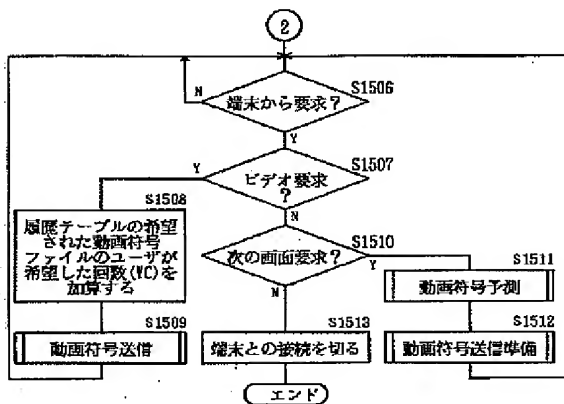 2
S1506
端末から要求？
N
Y
S1507
ビデオ要求
？
Y
N
S1508
履歴テーブルの希望
された動画符号
ファイルのユーザが
希望した回数(WC)を
加算する
S1509
動画符号送信
S1510
次の画面要求？
Y
N
S1511
動画符号予測
S1512
動画符号送信準備
S1513
端末との接続を切る
エンド